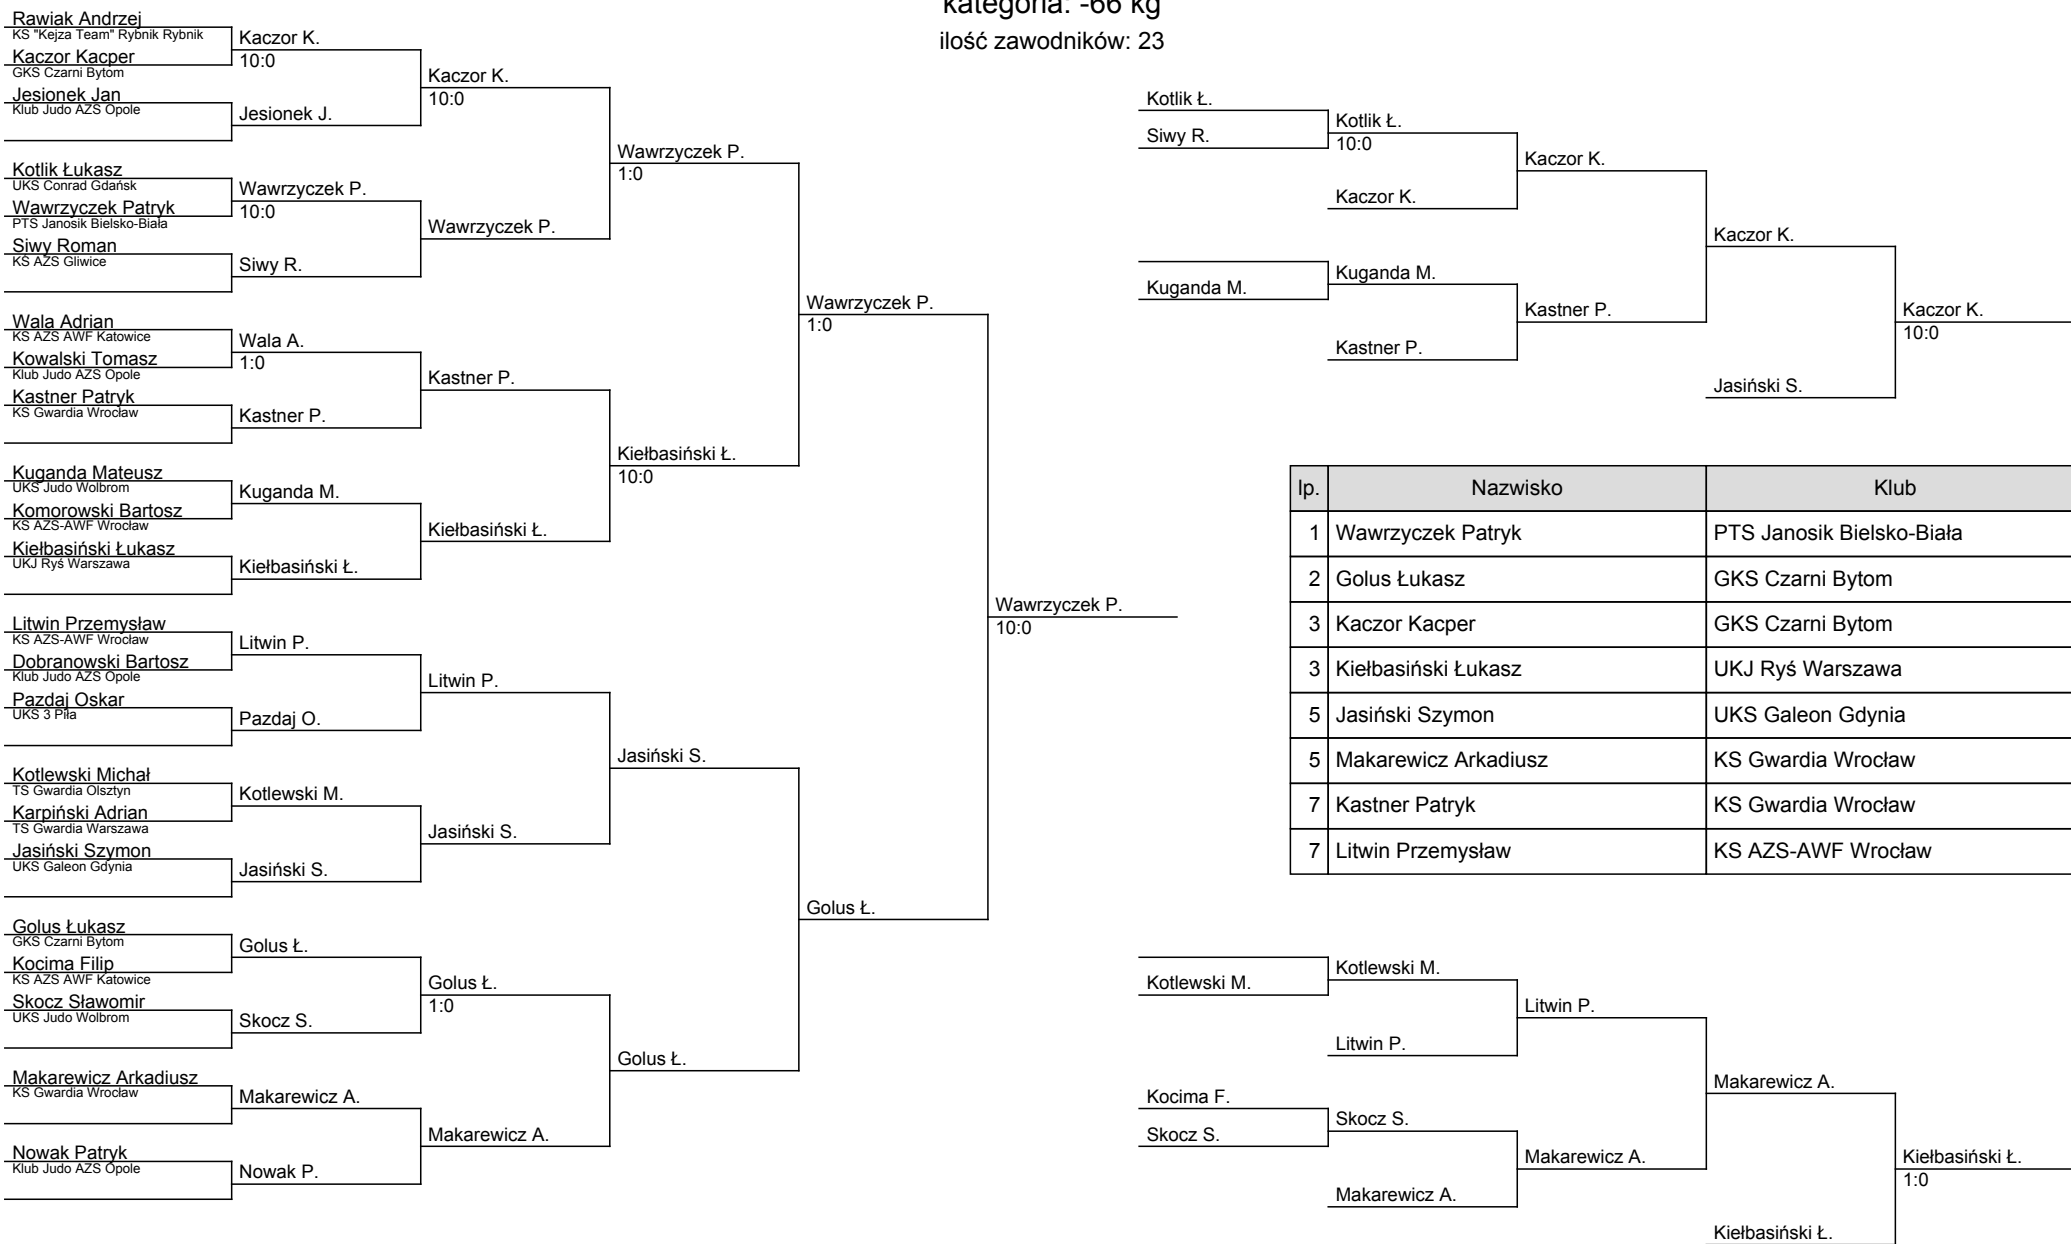 kategoria: -66 kg
ilość zawodników: 23
Rawiak Andrzej
KS "Kejza Team" Rybnik Rybnik
Kaczor Kacper
GKS Czarni Bytom
Jesionek Jan
Klub Judo AZS Opole
Kotlik Łukasz
UKS Conrad Gdańsk
Wawrzyczek Patryk
PTS Janosik Bielsko-Biała
Siwy Roman
KS AZS Gliwice
Wala Adrian
KS AZS AWF Katowice
Kowalski Tomasz
Klub Judo AZS Opole
Kastner Patryk
KS Gwardia Wrocław
Kuganda Mateusz
UKS Judo Wolbrom
Komorowski Bartosz
KS AZS-AWF Wrocław
Kiełbasiński Łukasz
UKJ Ryś Warszawa
Litwin Przemysław
KS AZS-AWF Wrocław
Dobranowski Bartosz
Klub Judo AZS Opole
Pazdaj Oskar
UKS 3 Piła
Kotlewski Michał
TS Gwardia Olsztyn
Karpiński Adrian
TS Gwardia Warszawa
Jasiński Szymon
UKS Galeon Gdynia
Golus Łukasz
GKS Czarni Bytom
Kocima Filip
KS AZS AWF Katowice
Skocz Sławomir
UKS Judo Wolbrom
Makarewicz Arkadiusz
KS Gwardia Wrocław
Nowak Patryk
Klub Judo AZS Opole
Kaczor K.
10:0
Jesionek J.
Wawrzyczek P.
10:0
Siwy R.
Wala A.
1:0
Kastner P.
Kuganda M.
Kiełbasiński Ł.
Litwin P.
Pazdaj O.
Kotlewski M.
Jasiński S.
Golus Ł.
Skocz S.
Makarewicz A.
Nowak P.
Kaczor K.
10:0
Wawrzyczek P.
Kastner P.
Kiełbasiński Ł.
Litwin P.
Jasiński S.
Golus Ł.
1:0
Makarewicz A.
Wawrzyczek P.
1:0
Kiełbasiński Ł.
10:0
Jasiński S.
Golus Ł.
Wawrzyczek P.
1:0
Golus Ł.
Wawrzyczek P.
10:0
Kotlik Ł.
Siwy R.
Kuganda M.
Kotlik Ł.
10:0
Kaczor K.
Kuganda M.
Kastner P.
Kaczor K.
Kastner P.
Kaczor K.
Jasiński S.
Kaczor K.
10:0
lp. Nazwisko Klub
1 Wawrzyczek Patryk PTS Janosik Bielsko-Biała
2 Golus Łukasz GKS Czarni Bytom
3 Kaczor Kacper GKS Czarni Bytom
3 Kiełbasiński Łukasz UKJ Ryś Warszawa
5 Jasiński Szymon UKS Galeon Gdynia
5 Makarewicz Arkadiusz KS Gwardia Wrocław
7 Kastner Patryk KS Gwardia Wrocław
7 Litwin Przemysław KS AZS-AWF Wrocław
Kotlewski M.
Kocima F.
Skocz S.
Kotlewski M.
Litwin P.
Skocz S.
Makarewicz A.
Litwin P.
Makarewicz A.
Makarewicz A.
Kiełbasiński Ł.
Kiełbasiński Ł.
1:0